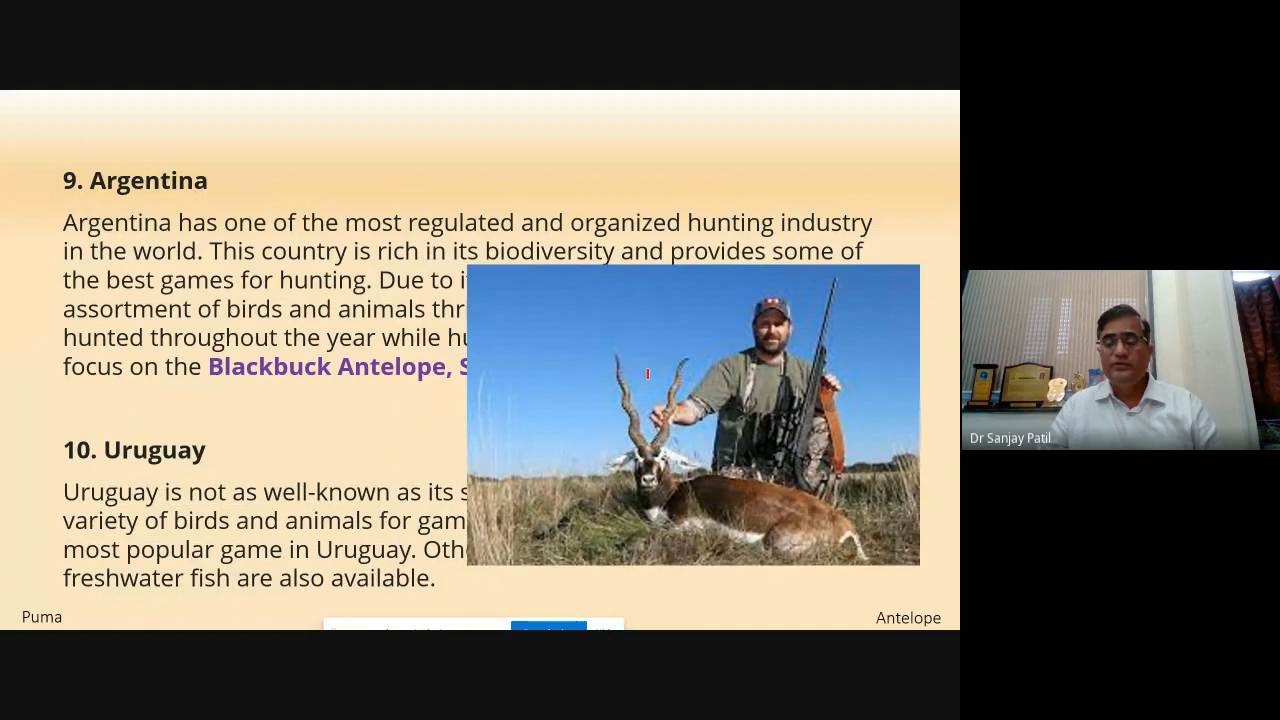 9. Argentina
Argentina has one of the most regulated and organized hunting industry
in the world. This country is rich in its biodiversity and provides some of
the best games for hunting. Due to
assortment of birds and animals
hunted throughout the year while
focus on the Blackbuck Antelope,
10. Uruguay
Uruguay is not as well-known as its
variety of birds and animals for
most popular game in Uruguay.
freshwater fish are also available.
Puma
Antelope
Dr Sanjay Patil